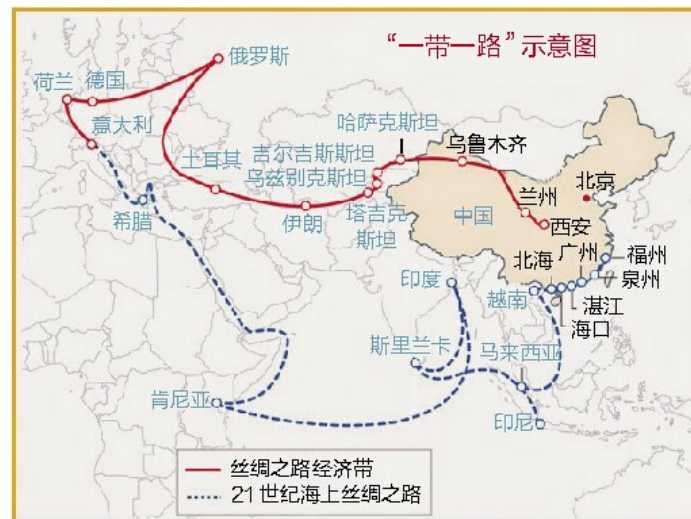 “一带一路”示意图
俄罗斯
荷兰
德国
意大利
哈萨克斯坦
乌鲁木齐
土耳其
吉尔吉斯斯坦
乌兹别克斯坦
兰州
北京
希腊
伊朗
塔吉克
斯坦
中国
西安
广州
福州
北海
泉州
印度
越南
湛江
海口
斯里兰卡
马来西亚
肯尼亚
印尼
丝绸之路经济带
21世纪海上丝绸之路